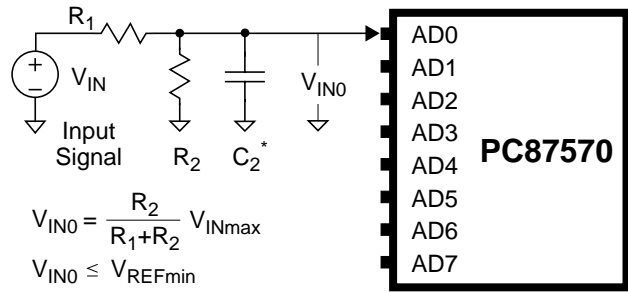 R1
AD0
AD1
VIN
VIN0
AD2
Input
Signal
R2
C2*
AD3
AD4
PC87570
AD5
AD6
AD7
VIN0 = R2 / R1+R2 VINmax
VIN0 ≤ VREFmin